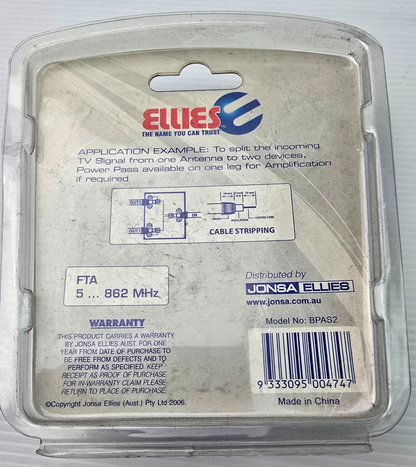 ELLIES
THE NAME YOU CAN TRUST
APPLICATION EXAMPLE: To split the incoming
TV Signal from one Antenna to two devices,
Power Pass available on one leg for Amplification
if required
OUT
IN
OUT
CABLE STRIPPING
FTA
5 ... 862 MHz
Distributed by
JONSA ELLIES
www.jonsa.com.au
Model No: BPAS2
WARRANTY
THIS PRODUCT CARRIES A WARRANTY
BY JONSA ELLIES AUST. FOR ONE
YEAR FROM DATE OF PURCHASE TO
BE FREE FROM DEFECTS AND TO
PERFORM AS SPECIFIED. KEEP
RECEIPT AS PROOF OF PURCHASE.
FOR IN-WARRANTY CLAIM PLEASE
RETURN TO PLACE OF PURCHASE.
©Copyright Jonsa Ellies (Aust.) Pty Ltd 2006.
9 333095 004747
Made in China